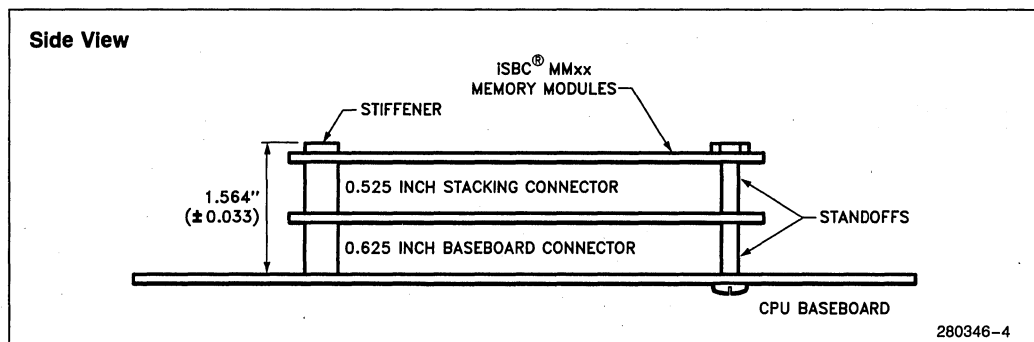 Side View
iSBC® MMxx
MEMORY MODULES
STIFFENER
1.564"
(±0.033)
0.525 INCH STACKING CONNECTOR
STANDOFFS
0.625 INCH BASEBOARD CONNECTOR
CPU BASEBOARD
280346-4